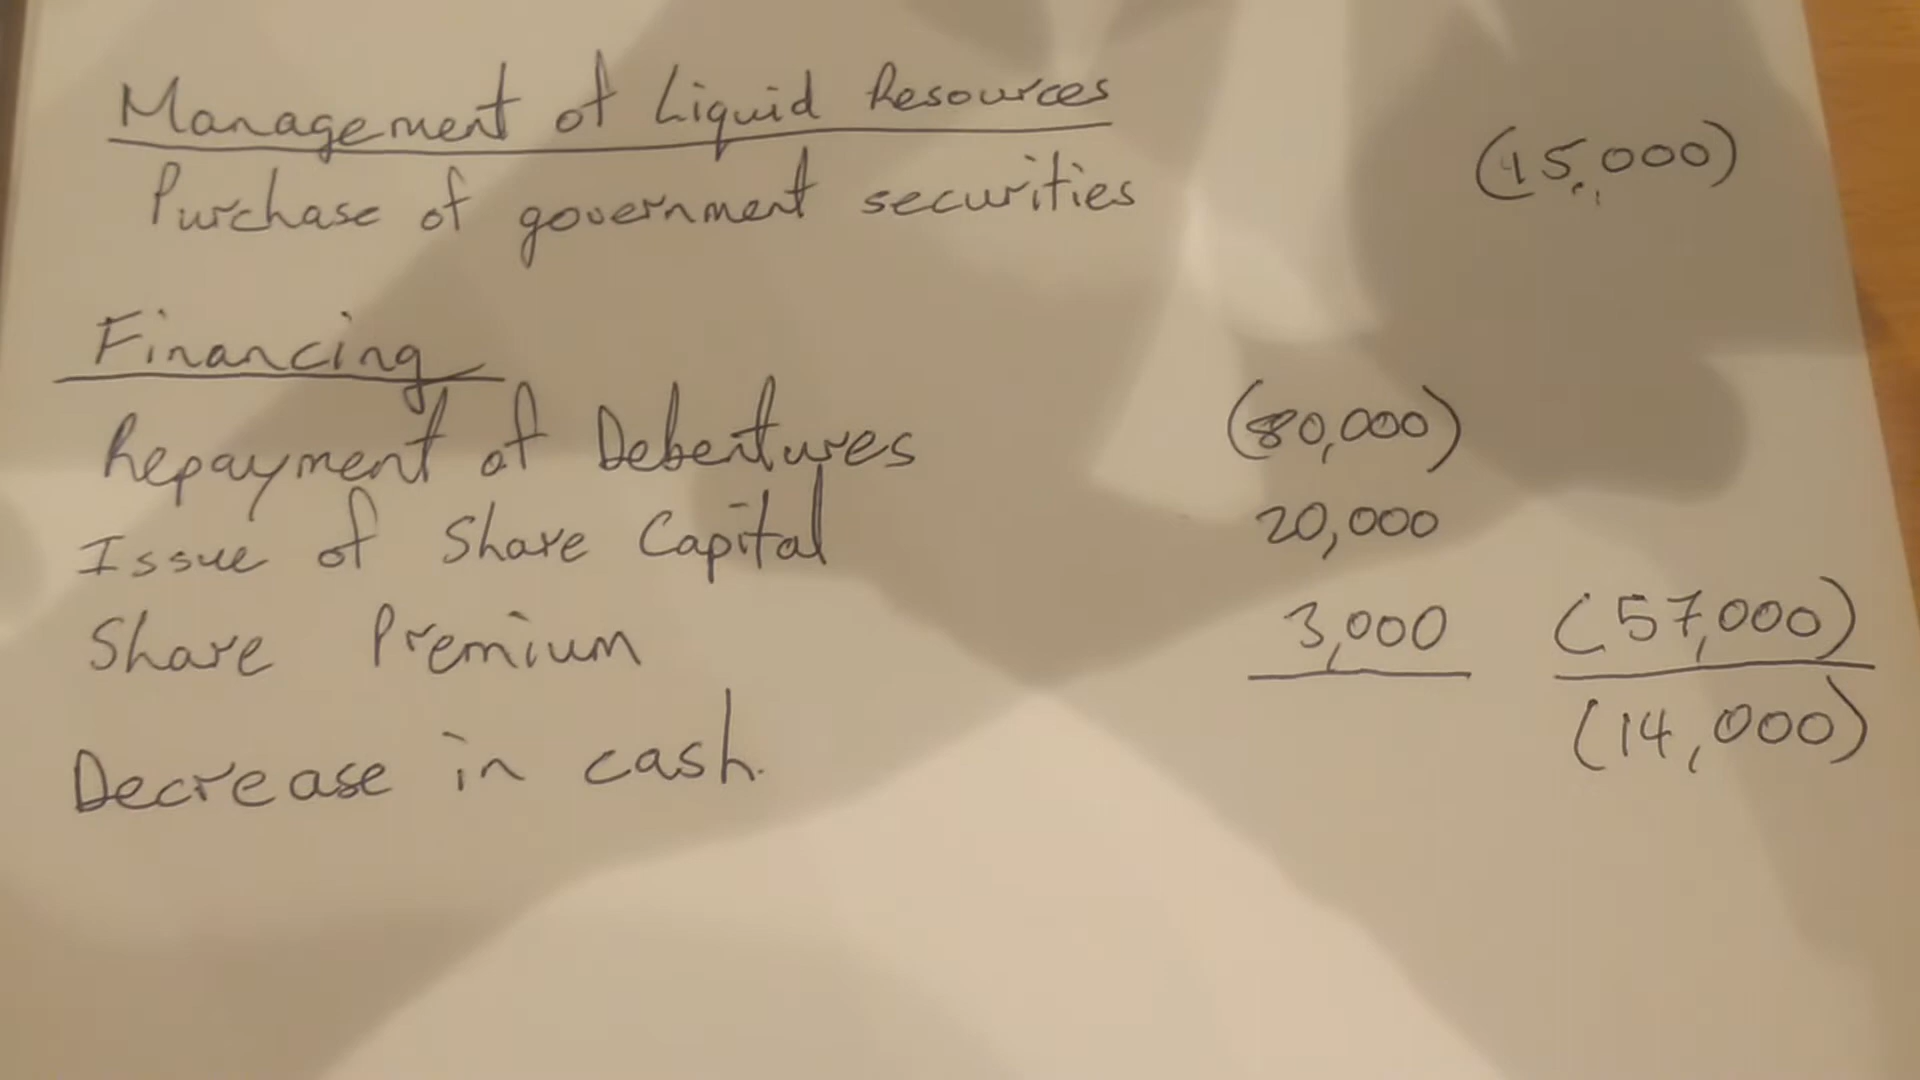 Management of Liquid Resources
Purchase of government securities (15,000)
Financing
Repayment of Debentures (80,000)
Issue of Share Capital 20,000
Share Premium 3,000 (57,000)
Decrease in cash. (14,000)